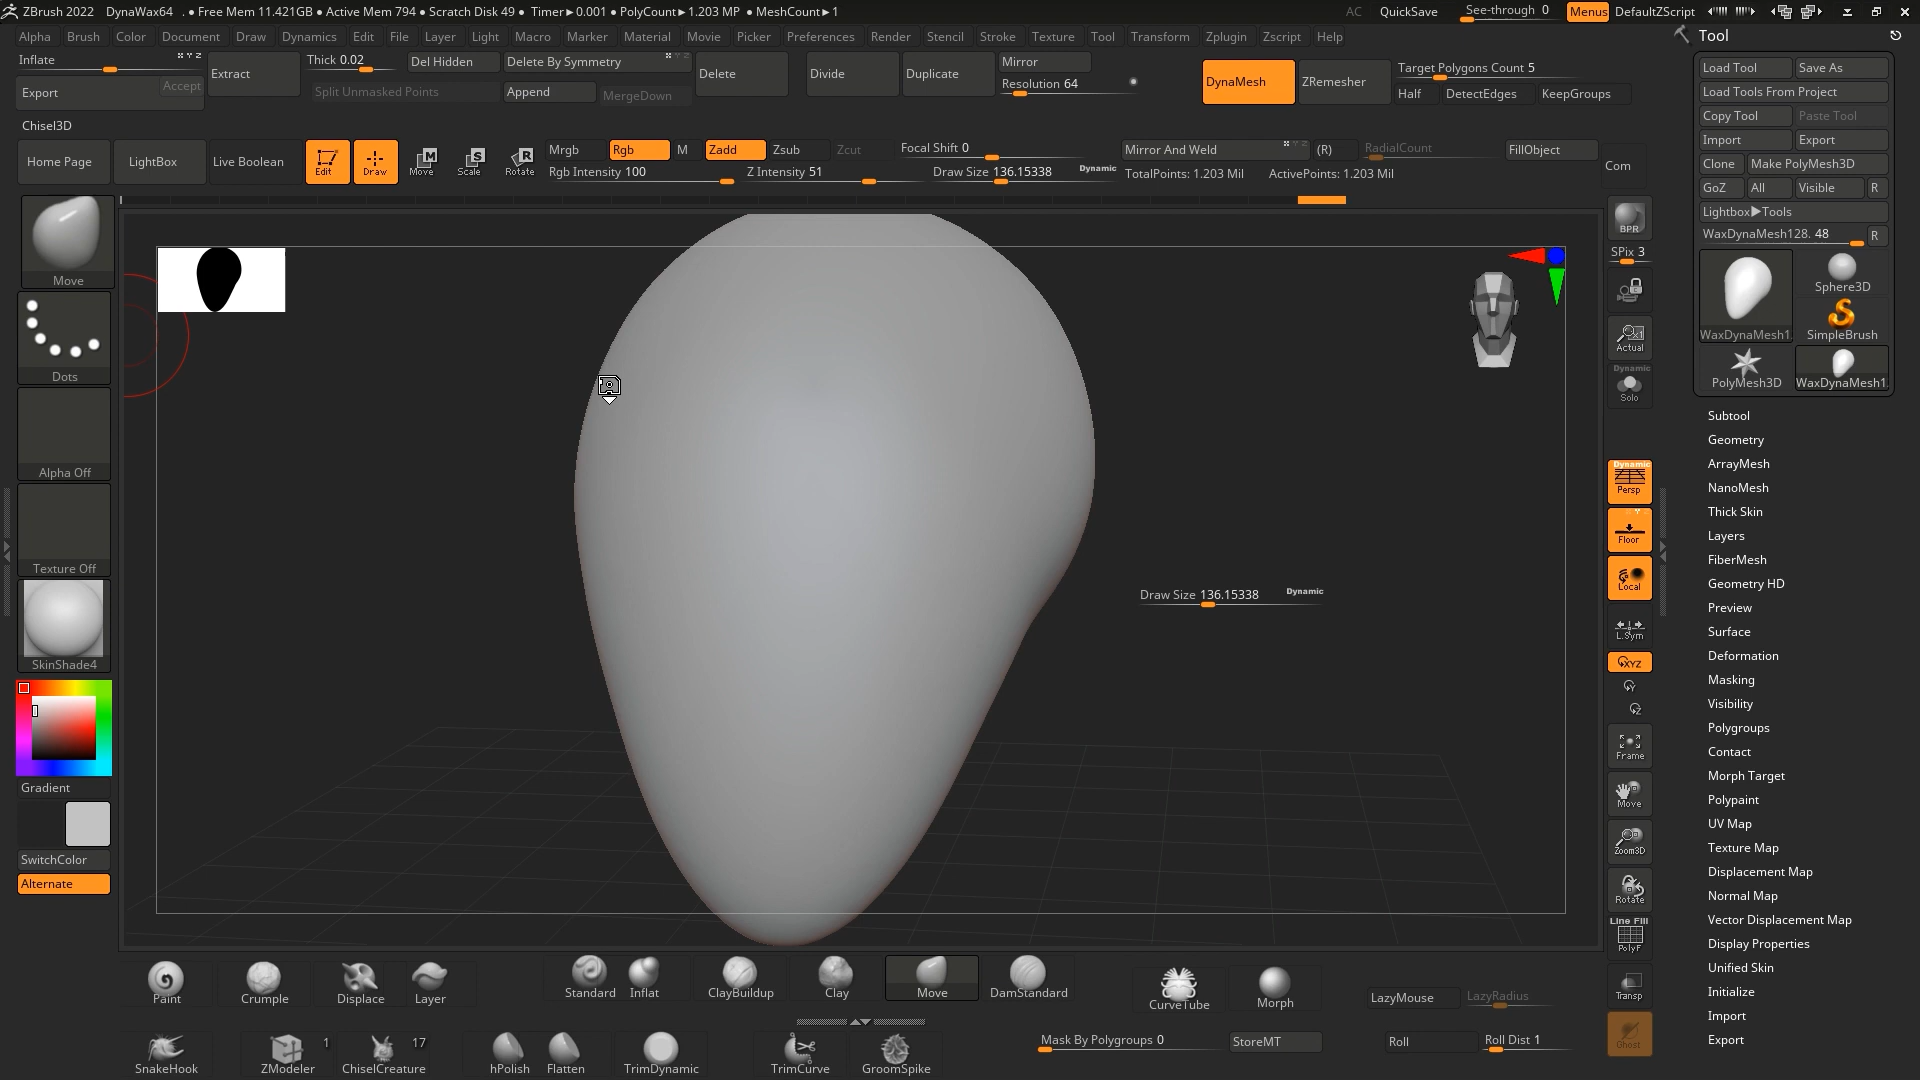 ZBrush 2022 DynaWax64 . • Free Mem 11.421GB • Active Mem 794 • Scratch Disk 49 • Timer▶0.001 • PolyCount▶1.203 MP • MeshCount▶1 AC QuickSave See-through 0 Menus DefaultZScript
Alpha Brush Color Document Draw Dynamics Edit File Layer Light Macro Marker Material Movie Picker Preferences Render Stencil Stroke Texture Tool Transform Zplugin Zscript Help
Inflate
Export Accept
Extract
Thick 0.02
Split Unmasked Points
Del Hidden
Delete By Symmetry
Append
MergeDown
Delete
Divide
Duplicate
Mirror
Resolution 64
DynaMesh
ZRemesher
Target Polygons Count 5
Half DetectEdges KeepGroups
Chisel3D
Home Page
LightBox
Live Boolean
Edit
Draw
M
Move
S
Scale
R
Rotate
Mrgb Rgb M Zadd Zsub Zcut
Rgb Intensity 100 Z Intensity 51
Focal Shift 0
Draw Size 136.15338 Dynamic
Mirror And Weld (R) RadialCount
TotalPoints: 1.203 Mil ActivePoints: 1.203 Mil
FillObject
Com
Move
Dots
Alpha Off
Texture Off
SkinShade4
Gradient
SwitchColor
Alternate
Draw Size 136.15338 Dynamic
BPR
SPix 3
Actual
Dynamic
Solo
Dynamic
Persp
Floor
Local
L.Sym
XYZ
Y
Z
Frame
Move
Zoom3D
Rotate
Line Fill
PolyF
Transp
Ghost
Tool
Load Tool Save As
Load Tools From Project
Copy Tool Paste Tool
Import Export
Clone Make PolyMesh3D
GoZ All Visible R
Lightbox▶Tools
WaxDynaMesh128. 48 R
WaxDynaMesh1.
Sphere3D
SimpleBrush
PolyMesh3D
WaxDynaMesh1.
Subtool
Geometry
ArrayMesh
NanoMesh
Thick Skin
Layers
FiberMesh
Geometry HD
Preview
Surface
Deformation
Masking
Visibility
Polygroups
Contact
Morph Target
Polypaint
UV Map
Texture Map
Displacement Map
Normal Map
Vector Displacement Map
Display Properties
Unified Skin
Initialize
Import
Export
Paint Crumple Displace Layer Standard Inflat ClayBuildup Clay Move DamStandard CurveTube Morph LazyMouse LazyRadius
SnakeHook
1
ZModeler
17
ChiselCreature
hPolish Flatten TrimDynamic TrimCurve GroomSpike
Mask By Polygroups 0 StoreMT Roll Roll Dist 1